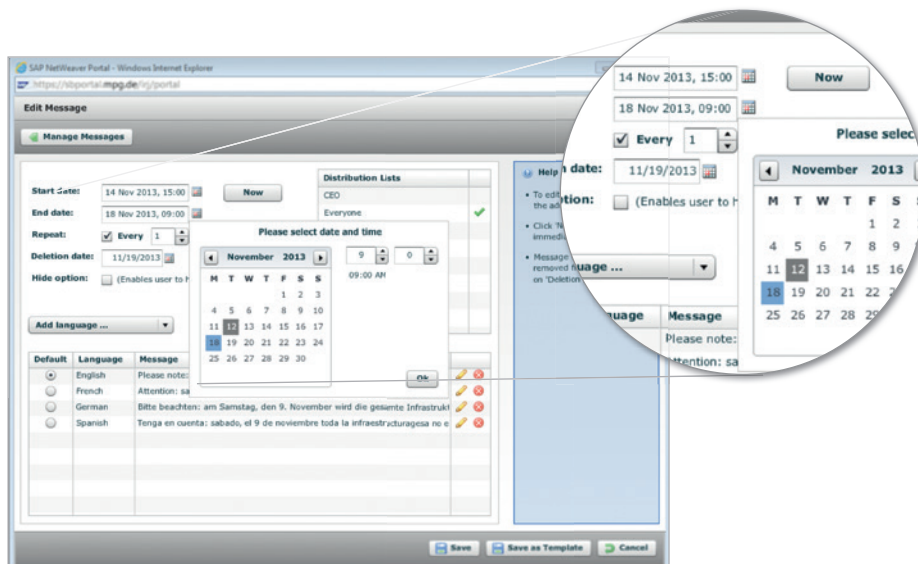 SAP NetWeaver Portal - Windows Internet Explorer
https://sbportal.mpg.de/irj/portal
Edit Message
Manage Messages
Start date:
14 Nov 2013, 15:00
Now
End date:
18 Nov 2013, 09:00
Repeat:
Every 1
Deletion date:
11/19/2013
Hide option:
(Enables user to h
Add language ...
Distribution Lists
CEO
Everyone
Please select date and time
November 2013
9 0
09:00 AM
M T W T F S S
1 2 3
4 5 6 7 8 9 10
11 12 13 14 15 16 17
18 19 20 21 22 23 24
25 26 27 28 29 30
Ok
Default Language Message
English Please note:
French Attention: sa
German Bitte beachten: am Samstag, den 9. November wird die gesamte Infrastrukt
Spanish Tenga en cuenta: sabado, el 9 de noviembre toda la infraestructuragesa no e
Help
To edit
the ad
Click 'N
immedi
Message
removed
on 'Deletion
Save
Save as Template
Cancel
14 Nov 2013, 15:00
Now
18 Nov 2013, 09:00
Every 1
n date:
11/19/2013
tion:
(Enables user to h
uage ...
Please selec
November 2013
M T W T F S
1 2
4 5 6 7 8 9
11 12 13 14 15 16
18 19 20 21 22
25 26 27 28 29
uage Message
Please note:
Attention: sa